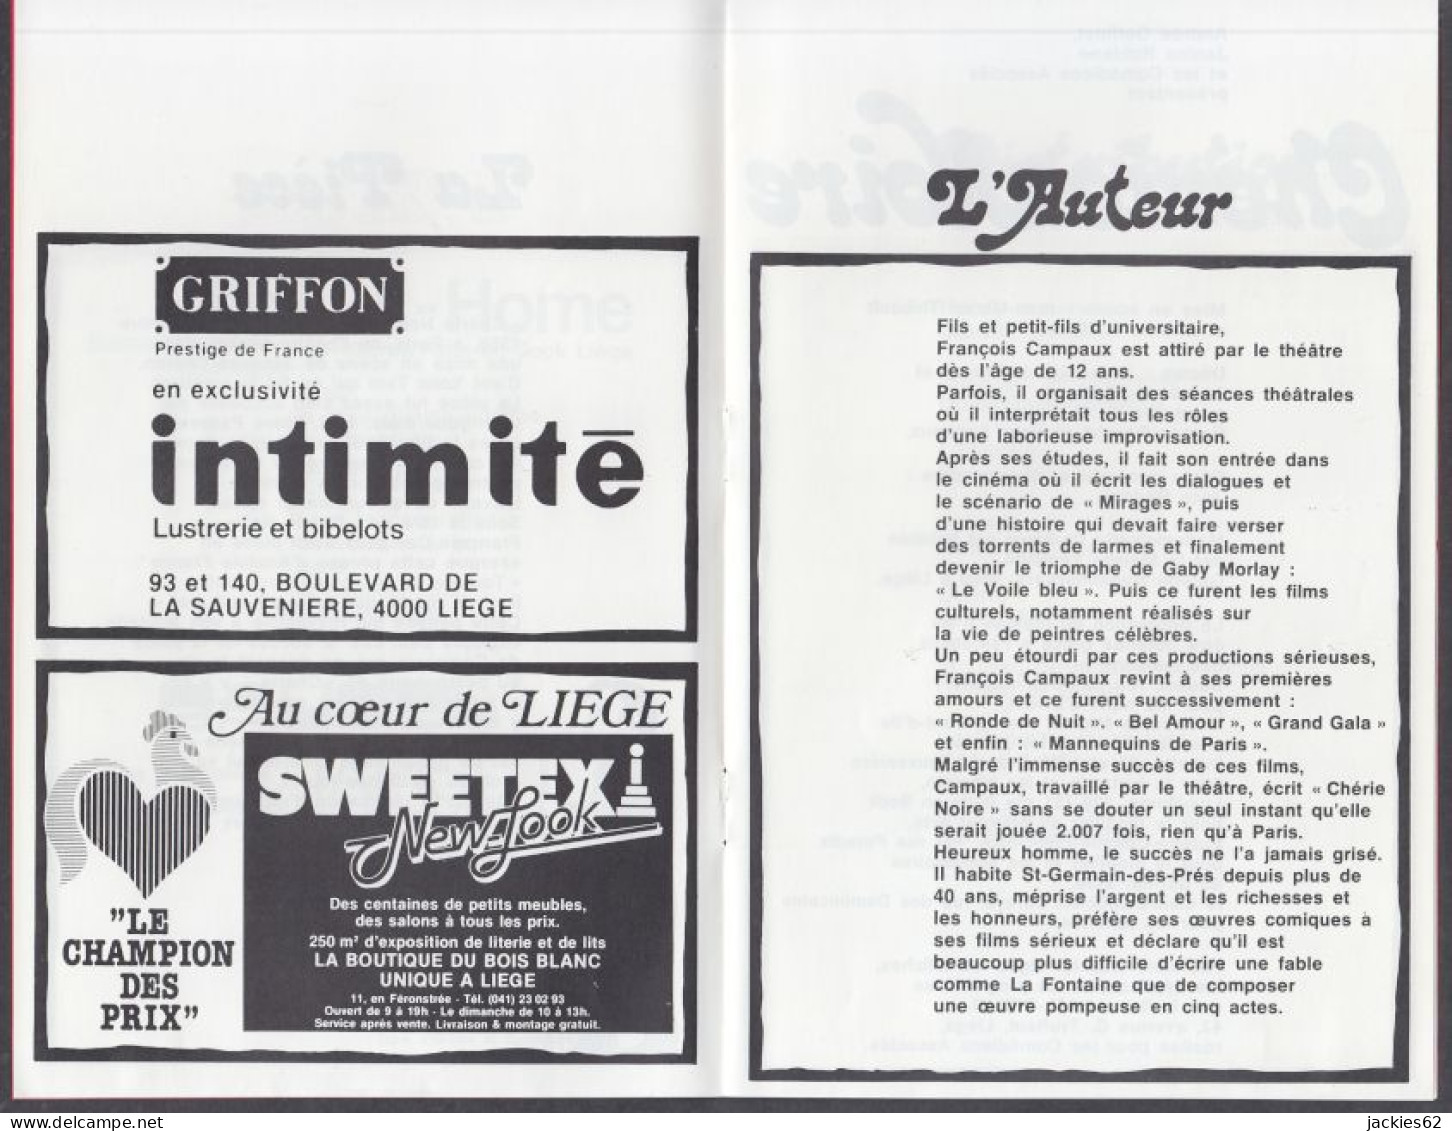 GRIFFON
Prestige de France
en exclusivité
intimité
Lustrerie et bibelots
93 et 140, BOULEVARD DE
LA SAUVENIERE, 4000 LIEGE
Au cœur de LIEGE
SWEETEX
New-Look
Des centaines de petits meubles,
des salons à tous les prix.
250 m² d'exposition de literie et de lits
LA BOUTIQUE DU BOIS BLANC
UNIQUE A LIEGE
11, en Féronstrée - Tél. (041) 23 02 93
Ouvert de 9 à 19h - Le dimanche de 10 à 13h.
Service après vente. Livraison & montage gratuit.
"LE
CHAMPION
DES
PRIX"
L'Auteur
Fils et petit-fils d'universitaire,
François Campaux est attiré par le théâtre
dès l'âge de 12 ans.
Parfois, il organisait des séances théâtrales
où il interprétait tous les rôles
d'une laborieuse improvisation.
Après ses études, il fait son entrée dans
le cinéma où il écrit les dialogues et
le scénario de « Mirages », puis
d'une histoire qui devait faire verser
des torrents de larmes et finalement
devenir le triomphe de Gaby Morlay :
« Le Voile bleu ». Puis ce furent les films
culturels, notamment réalisés sur
la vie de peintres célèbres.
Un peu étourdi par ces productions sérieuses,
François Campaux revint à ses premières
amours et ce furent successivement :
« Ronde de Nuit ». « Bel Amour », « Grand Gala »
et enfin : « Mannequins de Paris ».
Malgré l'immense succès de ces films,
Campaux, travaillé par le théâtre, écrit « Chérie
Noire » sans se douter un seul instant qu'elle
serait jouée 2.007 fois, rien qu'à Paris.
Heureux homme, le succès ne l'a jamais grisé.
Il habite St-Germain-des-Prés depuis plus de
40 ans, méprise l'argent et les richesses et
les honneurs, préfère ses œuvres comiques à
ses films sérieux et déclare qu'il est
beaucoup plus difficile d'écrire une fable
comme La Fontaine que de composer
une œuvre pompeuse en cinq actes.
delcampe.net
jackies62